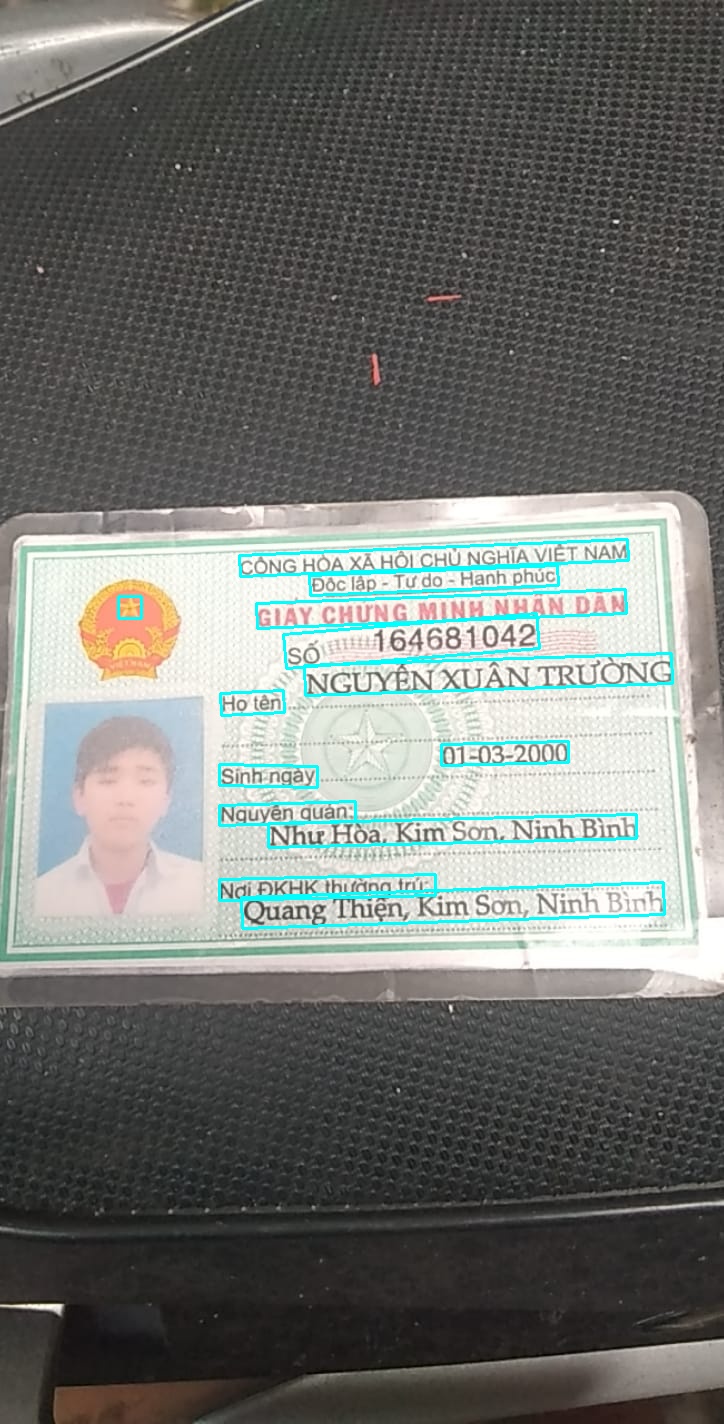 CỘNG HÒA XÃ HỘI CHỦ NGHĨA VIỆT NAM
Độc lập - Tự do - Hạnh phúc
GIẤY CHỨNG MINH NHÂN DÂN
SỐ 164681042
Họ tên NGUYỄN XUÂN TRƯỜNG
Sinh ngày 01-03-2000
Nguyên quán: Như Hòa, Kim Sơn, Ninh Bình
Nơi ĐKHK thường trú:
Quang Thiện, Kim Sơn, Ninh Bình
VIỆT NAM